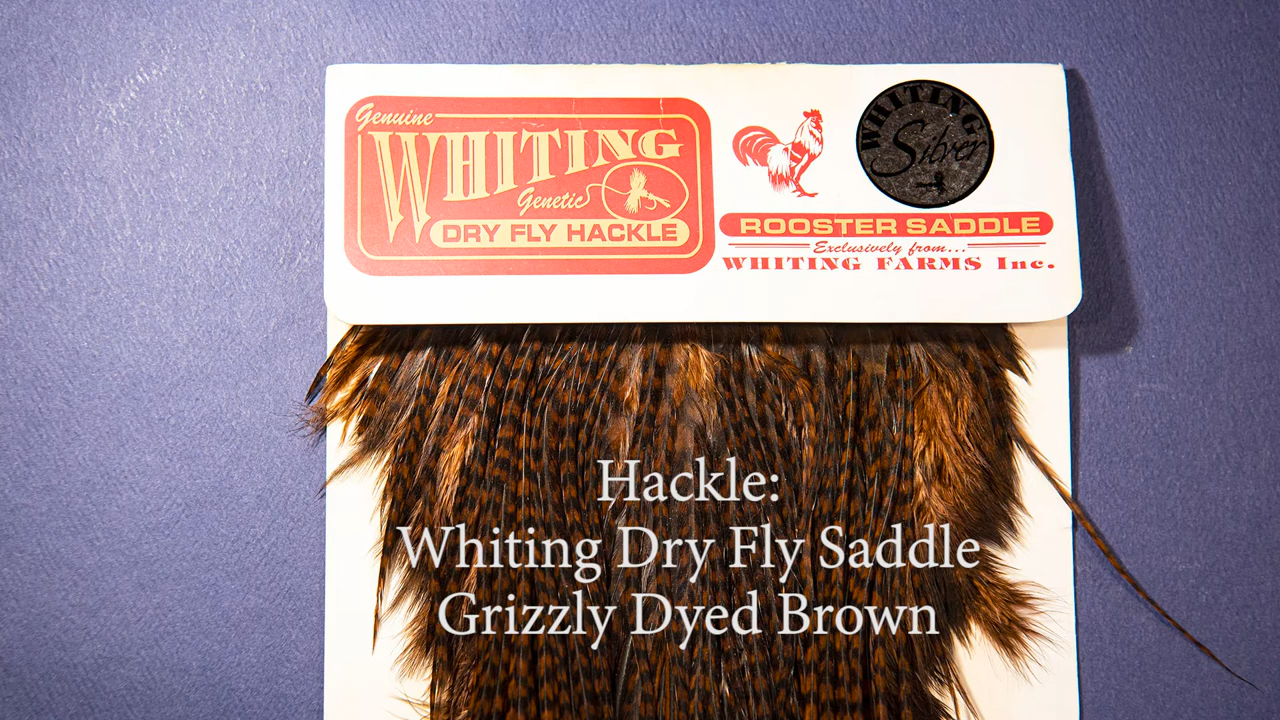 Genuine
WHITING
Genetic
DRY FLY HACKLE
WHITING
Silver
ROOSTER SADDLE
Exclusively from...
WHITING FARMS Inc.
Hackle:
Whiting Dry Fly Saddle
Grizzly Dyed Brown